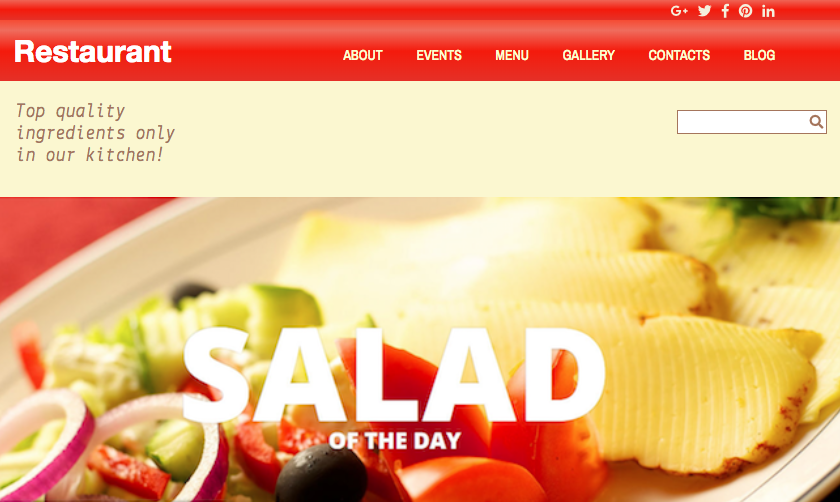 Restaurant
ABOUT EVENTS MENU GALLERY CONTACTS BLOG
Top quality
ingredients only
in our kitchen!
SALAD
OF THE DAY